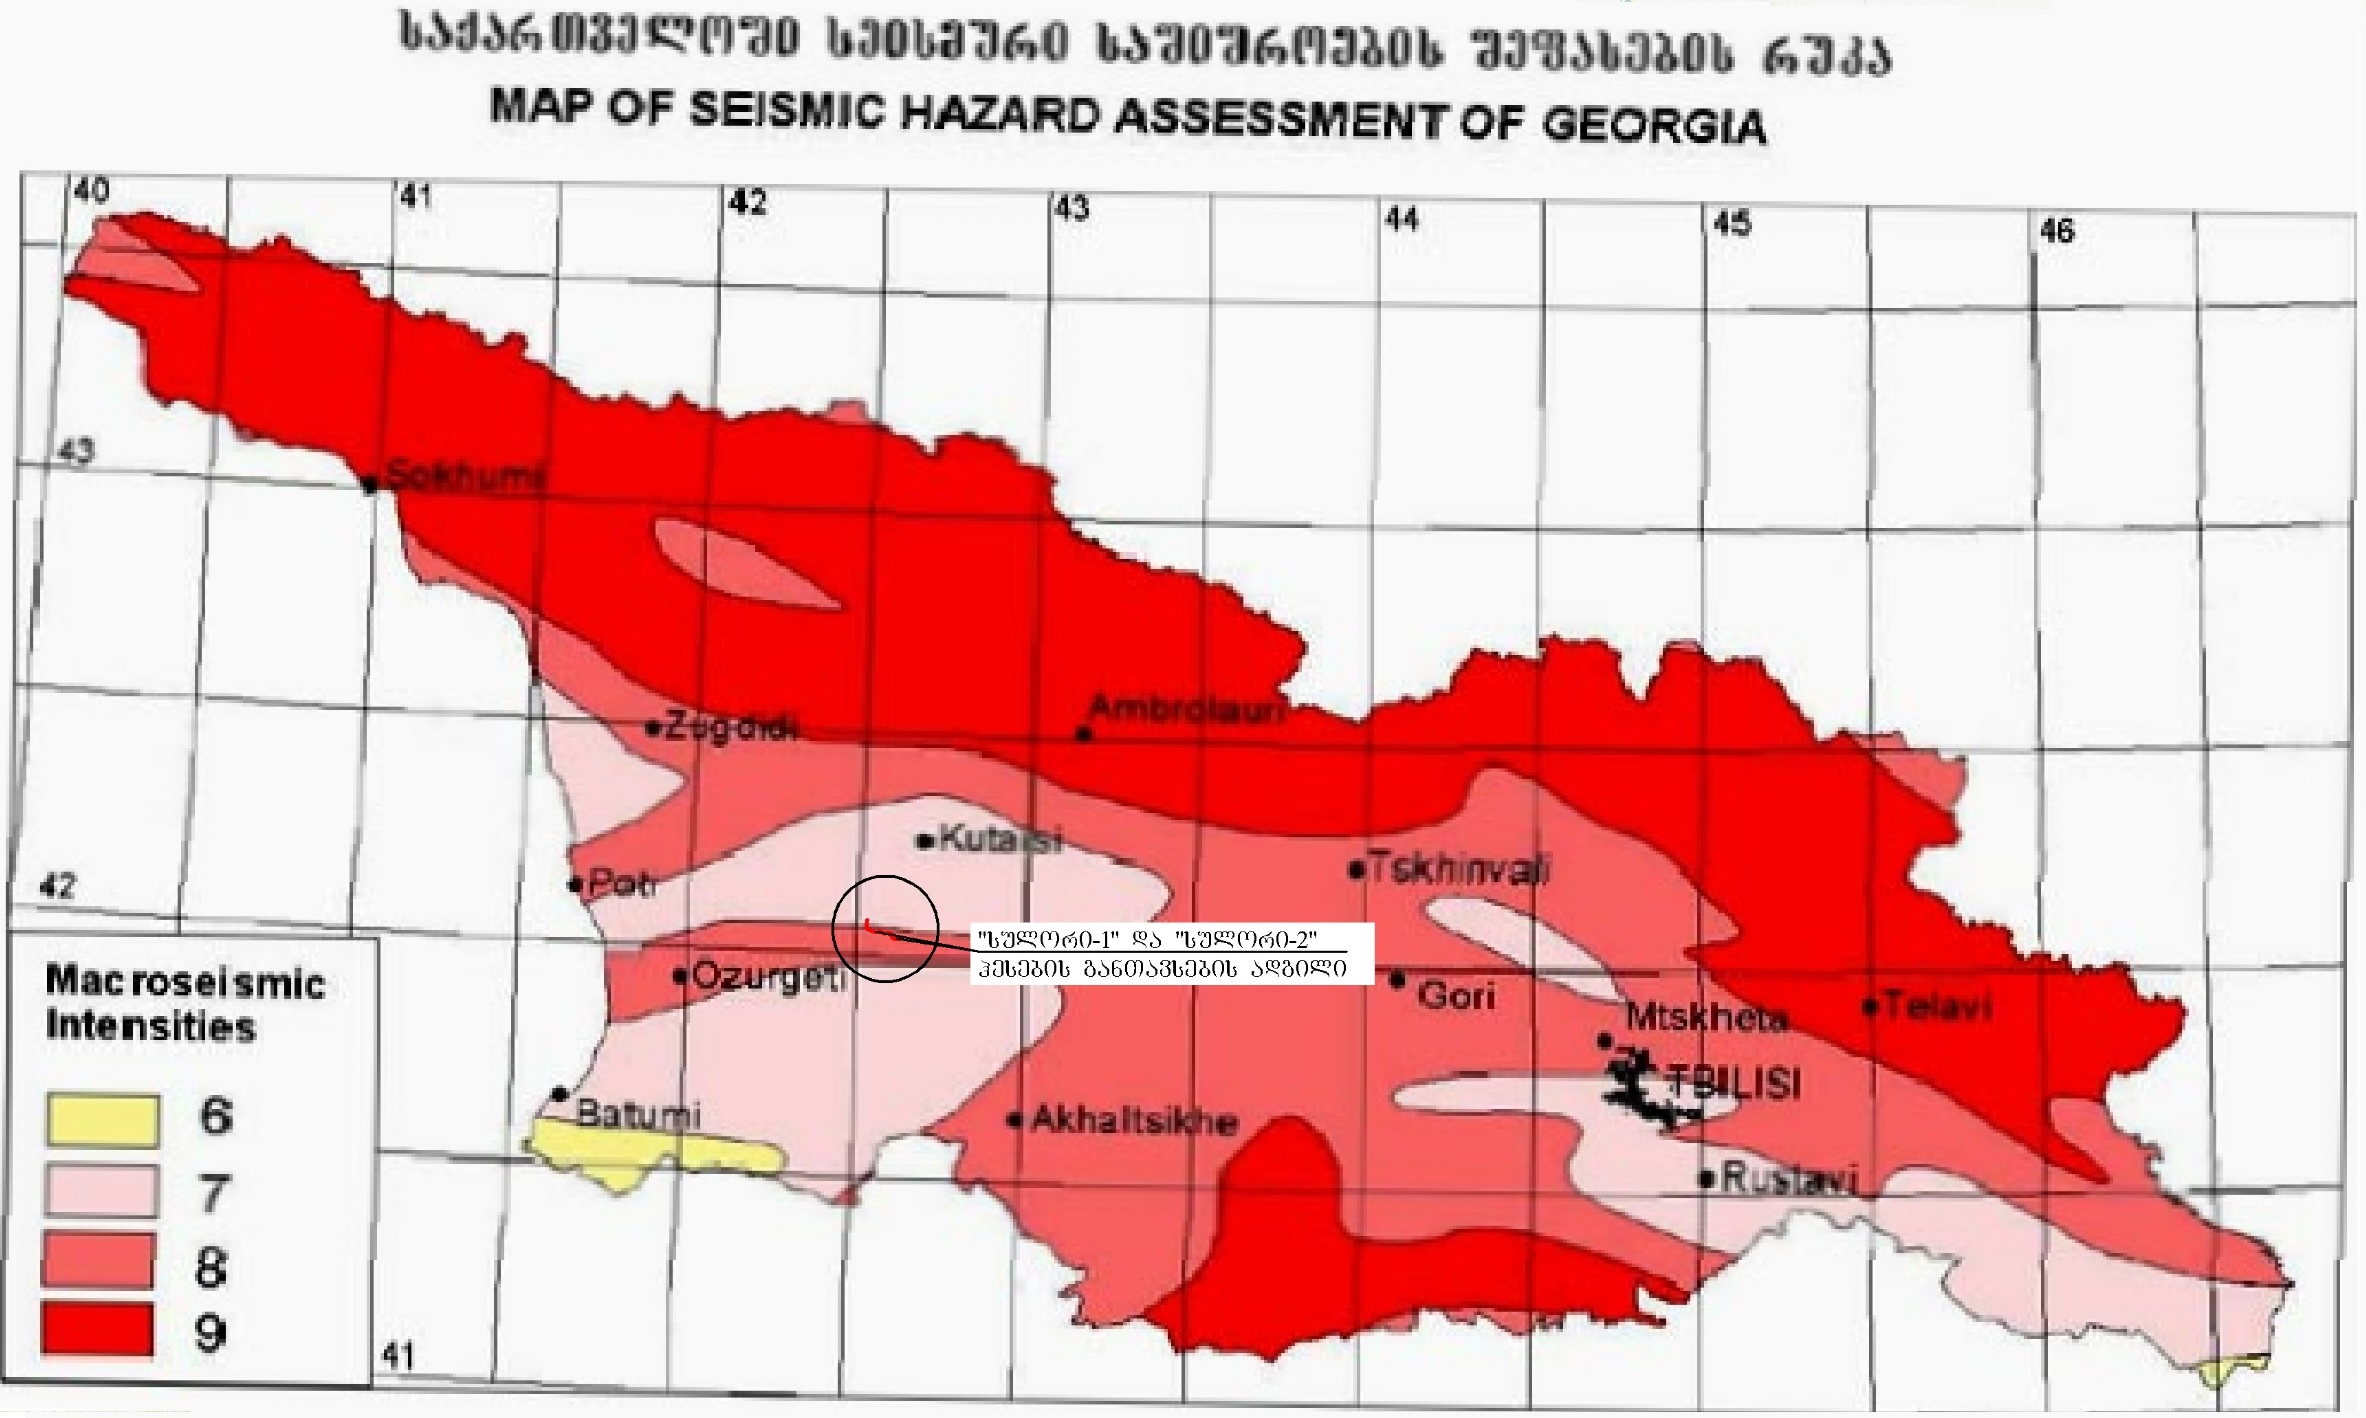 საქართველოში სეისმური საშიშროების შეფასების რუკა
MAP OF SEISMIC HAZARD ASSESSMENT OF GEORGIA
40
41
42
43
44
45
46
43
Sokhumi
Zugdidi
Ambrolauri
Kutaisi
Tskhinvali
Poti
42
"სულორი-1" და "სულორი-2"
ჰესების განთავსების ადგილი
Ozurgeti
Gori
Mtskheta
Telavi
TBILISI
Batumi
Akhaltsikhe
Rustavi
Macroseismic
Intensities
6
7
8
9
41